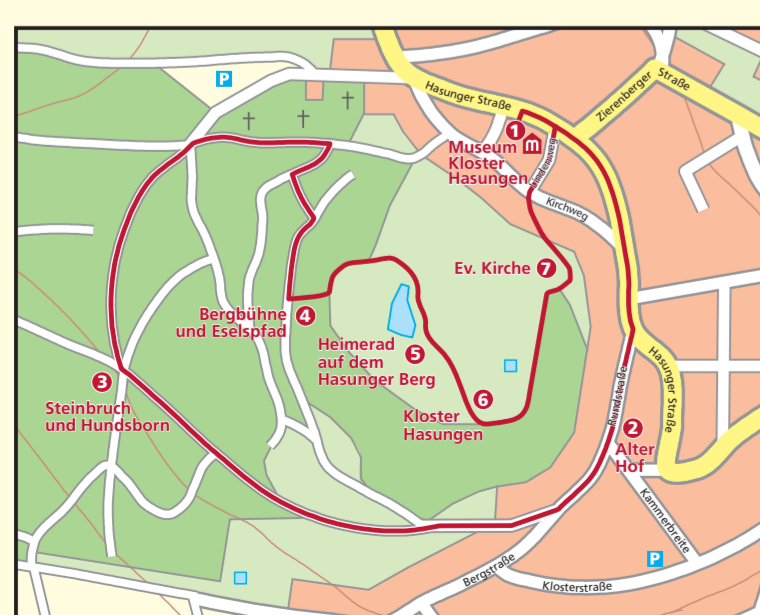 P
Hasunger Straße
Zierenberger Straße
1
Museum
Kloster
Hasungen
m
Lindenweg
Kirchweg
Ev. Kirche 7
Bergbühne
und Eselspfad
4
Heimerad
auf dem
Hasunger Berg
5
6
Kloster
Hasungen
3
Steinbruch
und Hundsborn
Rundstraße
Hasunger Straße
2
Alter
Hof
Kammerbreite
P
Bergstraße
Klosterstraße